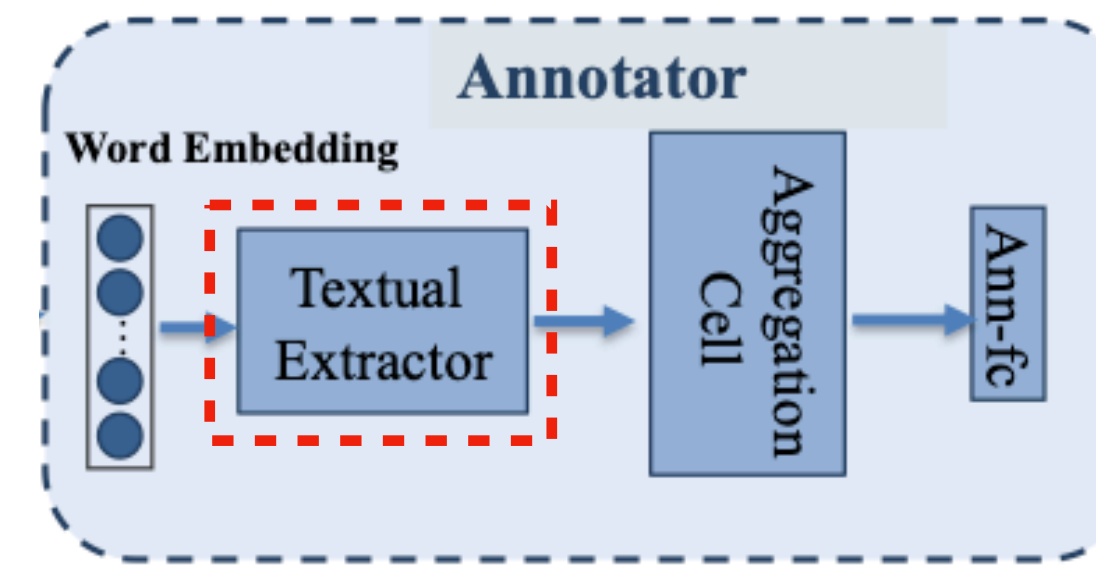 Annotator
Word Embedding
Textual
Extractor
Aggregation
Cell
Ann-fc